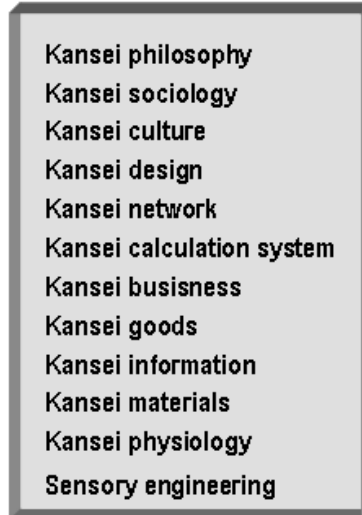 Kansei philosophy
Kansei sociology
Kansei culture
Kansei design
Kansei network
Kansei calculation system
Kansei busisness
Kansei goods
Kansei information
Kansei materials
Kansei physiology
Sensory engineering